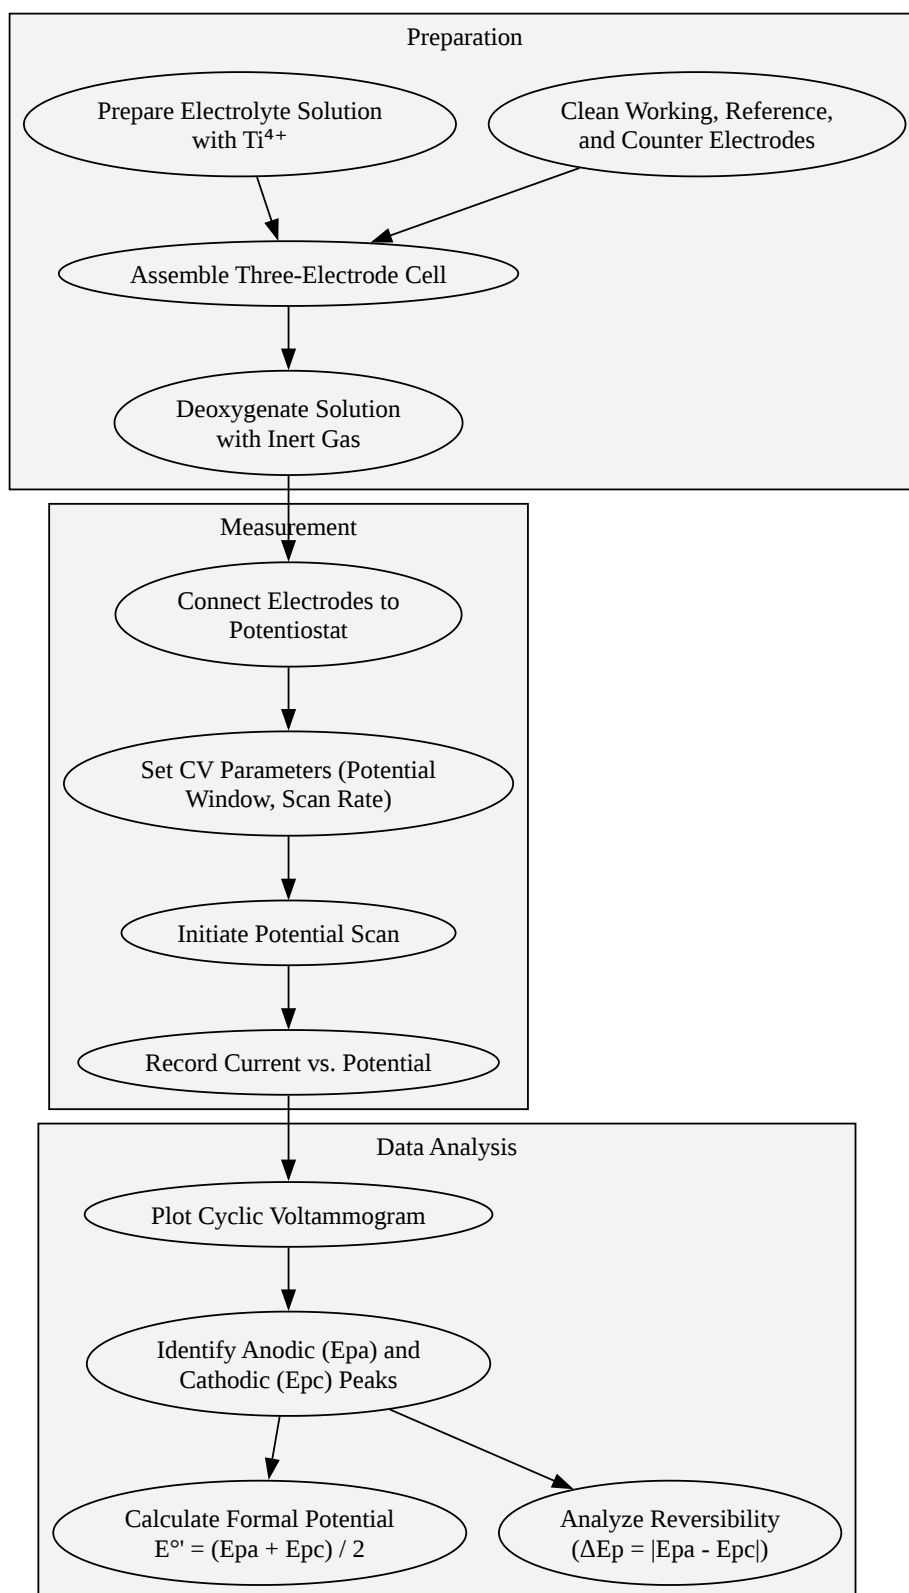 Preparation
Prepare Electrolyte Solution
with Ti⁴⁺
Clean Working, Reference,
and Counter Electrodes
Assemble Three-Electrode Cell
Deoxygenate Solution
with Inert Gas
Measurement
Connect Electrodes to
Potentiostat
Set CV Parameters (Potential
Window, Scan Rate)
Initiate Potential Scan
Record Current vs. Potential
Data Analysis
Plot Cyclic Voltammogram
Identify Anodic (Epa) and
Cathodic (Epc) Peaks
Calculate Formal Potential
E°' = (Epa + Epc) / 2
Analyze Reversibility
(ΔEp = |Epa - Epc|)